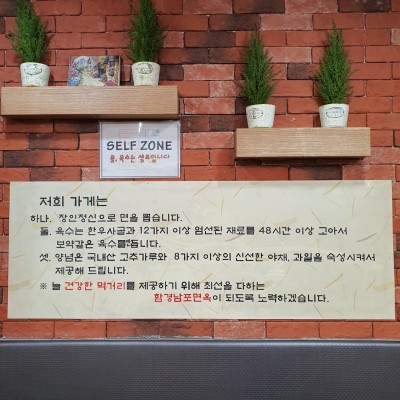 SELF ZONE
물, 육수는 셀프입니다
저희 가게는
하나. 장인정신으로 면을 뽑습니다.
둘. 육수는 한우사골과 12가지 이상 엄선된 재료를 48시간 이상 고아서
보약같은 육수를 냅니다.
셋. 양념은 국내산 고추가루와 8가지 이상의 신선한 야채, 과일을 숙성시켜서
제공해 드립니다.
※ 늘 건강한 먹거리를 제공하기 위해 최선을 다하는
함경남포면옥이 되도록 노력하겠습니다.